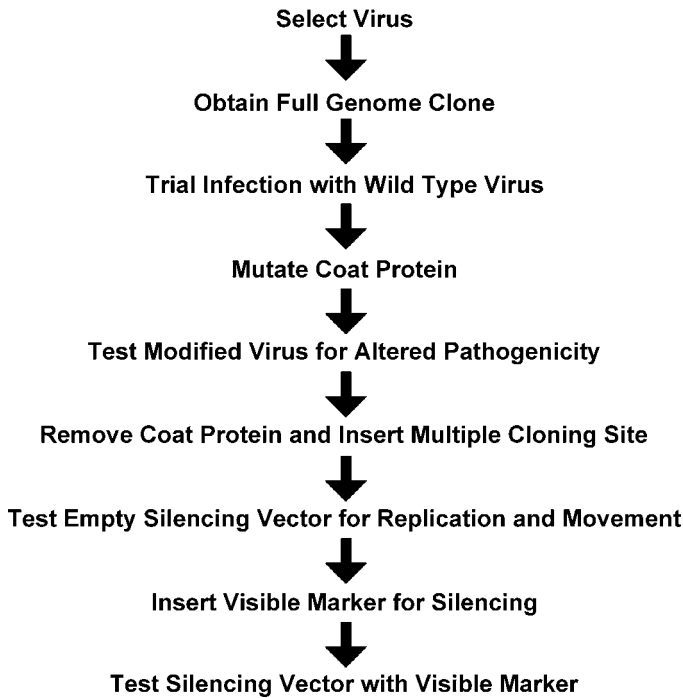 Select Virus
Obtain Full Genome Clone
Trial Infection with Wild Type Virus
Mutate Coat Protein
Test Modified Virus for Altered Pathogenicity
Remove Coat Protein and Insert Multiple Cloning Site
Test Empty Silencing Vector for Replication and Movement
Insert Visible Marker for Silencing
Test Silencing Vector with Visible Marker